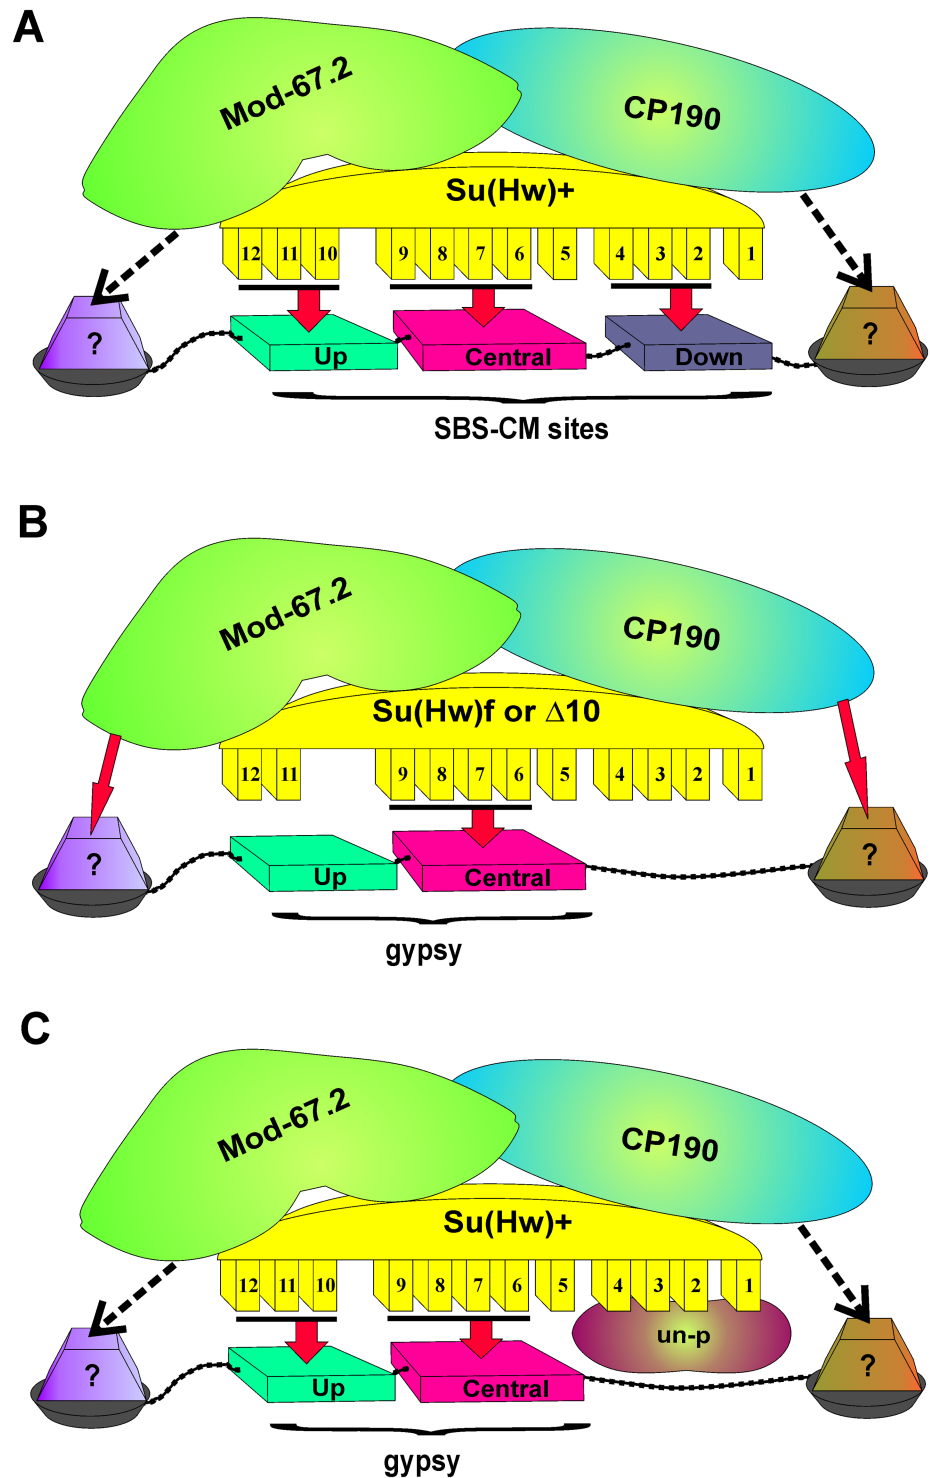 A
Mod-67.2
CP190
Su(Hw)+
12 11 10 9 8 7 6 5 4 3 2 1
? Up Central Down ?
SBS-CM sites
B
Mod-67.2
CP190
Su(Hw)f or Δ10
12 11 9 8 7 6 5 4 3 2 1
? Up Central ?
gypsy
C
Mod-67.2
CP190
Su(Hw)+
12 11 10 9 8 7 6 5 4 3 2 1
un-p
? Up Central ?
gypsy